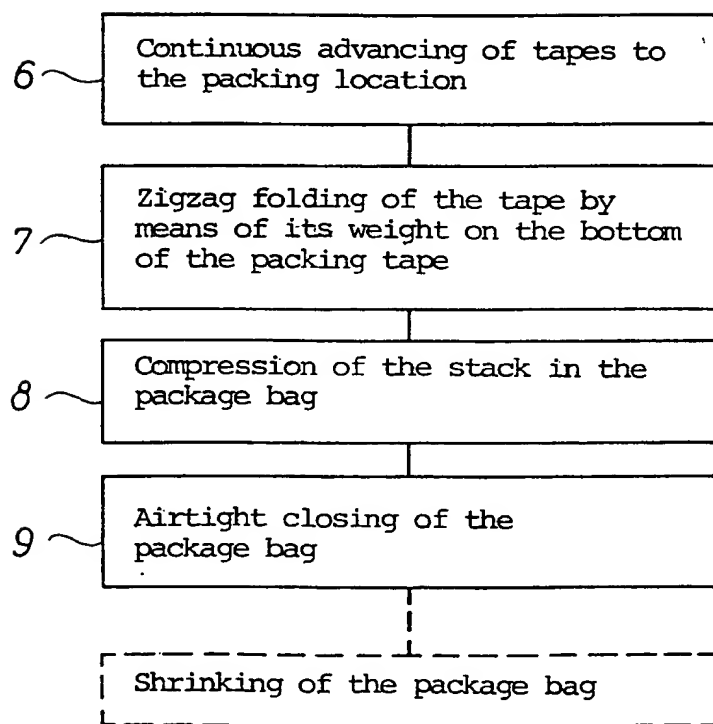 6
Continuous advancing of tapes to
the packing location
7
Zigzag folding of the tape by
means of its weight on the bottom
of the packing tape
8
Compression of the stack in the
package bag
9
Airtight closing of the
package bag
Shrinking of the package bag